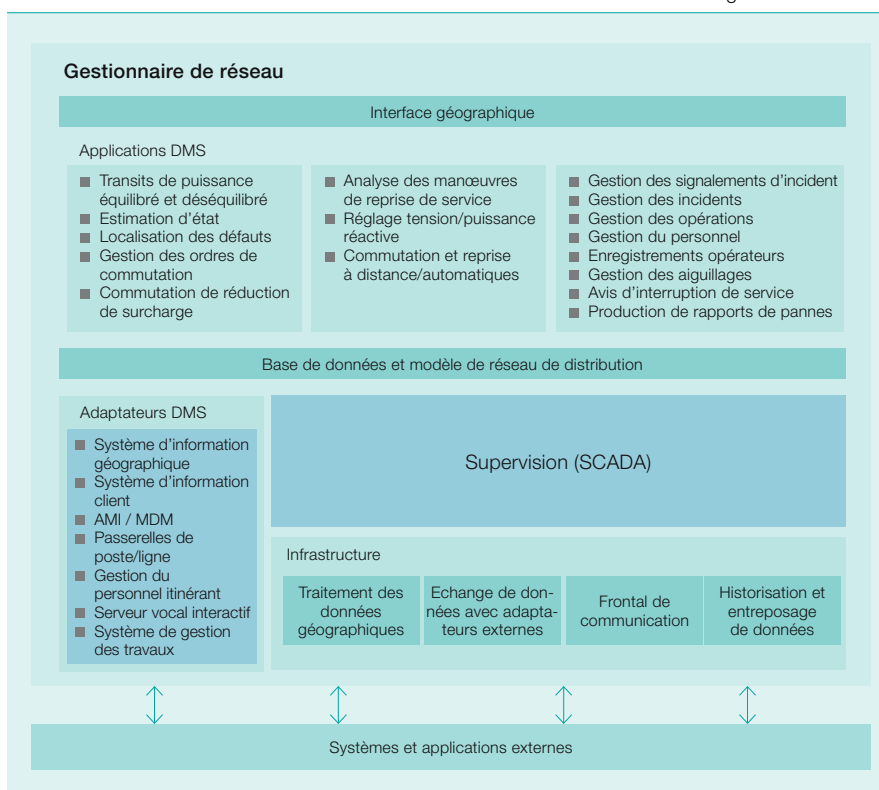 Gestionnaire de réseau
Interface géographique
Applications DMS
Transits de puissance
équilibré et déséquilibré
Estimation d'état
Localisation des défauts
Gestion des ordres de
commutation
Commutation de réduction
de surcharge
Analyse des manœuvres
de reprise de service
Réglage tension/puissance
réactive
Commutation et reprise
à distance/automatiques
Gestion des signalements d'incident
Gestion des incidents
Gestion des opérations
Gestion du personnel
Enregistrements opérateurs
Gestion des aiguillages
Avis d'interruption de service
Production de rapports de pannes
Base de données et modèle de réseau de distribution
Adaptateurs DMS
Système d'information
géographique
Système d'information
client
AMI / MDM
Passerelles de
poste/ligne
Gestion du
personnel itinérant
Serveur vocal interactif
Système de gestion
des travaux
Supervision (SCADA)
Infrastructure
Traitement des
données
géographiques
Echange de don-
nées avec adapta-
teurs externes
Frontal de
communication
Historisation et
entreposage
de données
Systèmes et applications externes